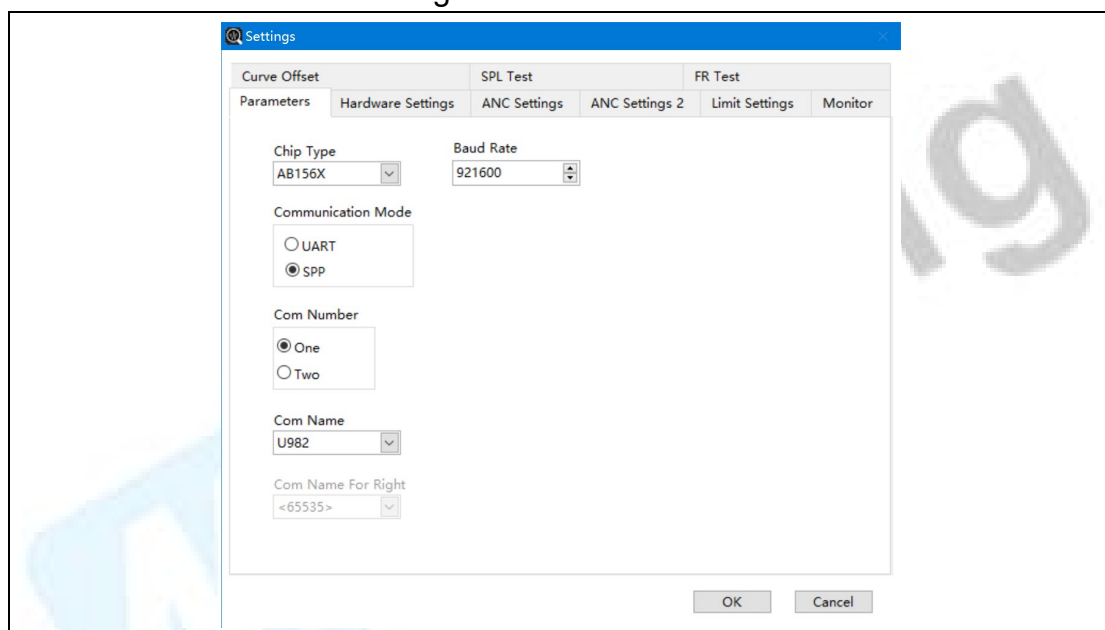 Settings
Curve Offset SPL Test FR Test
Parameters Hardware Settings ANC Settings ANC Settings 2 Limit Settings Monitor
Chip Type Baud Rate
AB156X 921600
Communication Mode
UART
SPP
Com Number
One
Two
Com Name
U982
Com Name For Right
<65535>
OK Cancel